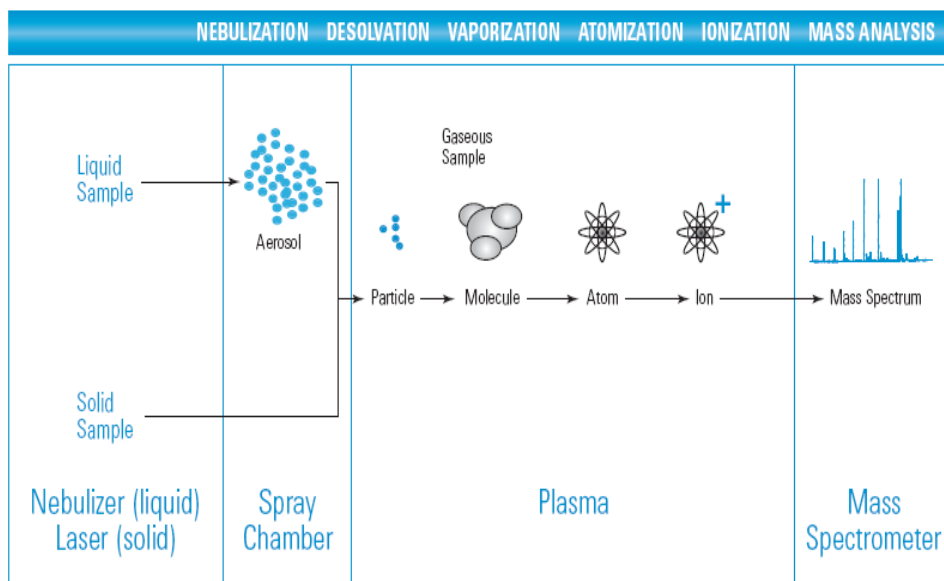 NEBULIZATION DESOLVATION VAPORIZATION ATOMIZATION IONIZATION MASS ANALYSIS
Gaseous
Sample
Liquid
Sample
+
Aerosol
Particle
Molecule
Atom
Ion
Mass Spectrum
Solid
Sample
Nebulizer (liquid)
Laser (solid)
Spray
Chamber
Plasma
Mass
Spectrometer